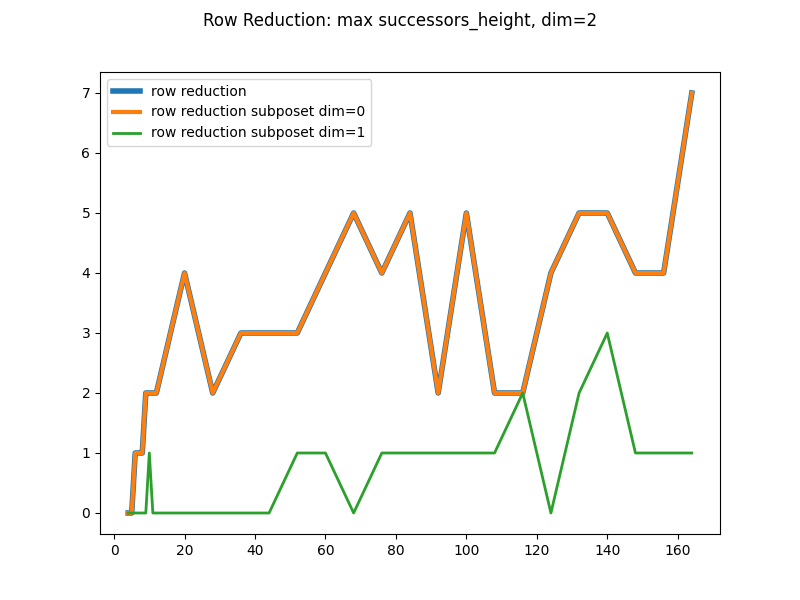 Row Reduction: max successors_height, dim=2
row reduction
row reduction subposet dim=0
row reduction subposet dim=1
7
6
5
4
3
2
1
0
0 20 40 60 80 100 120 140 160